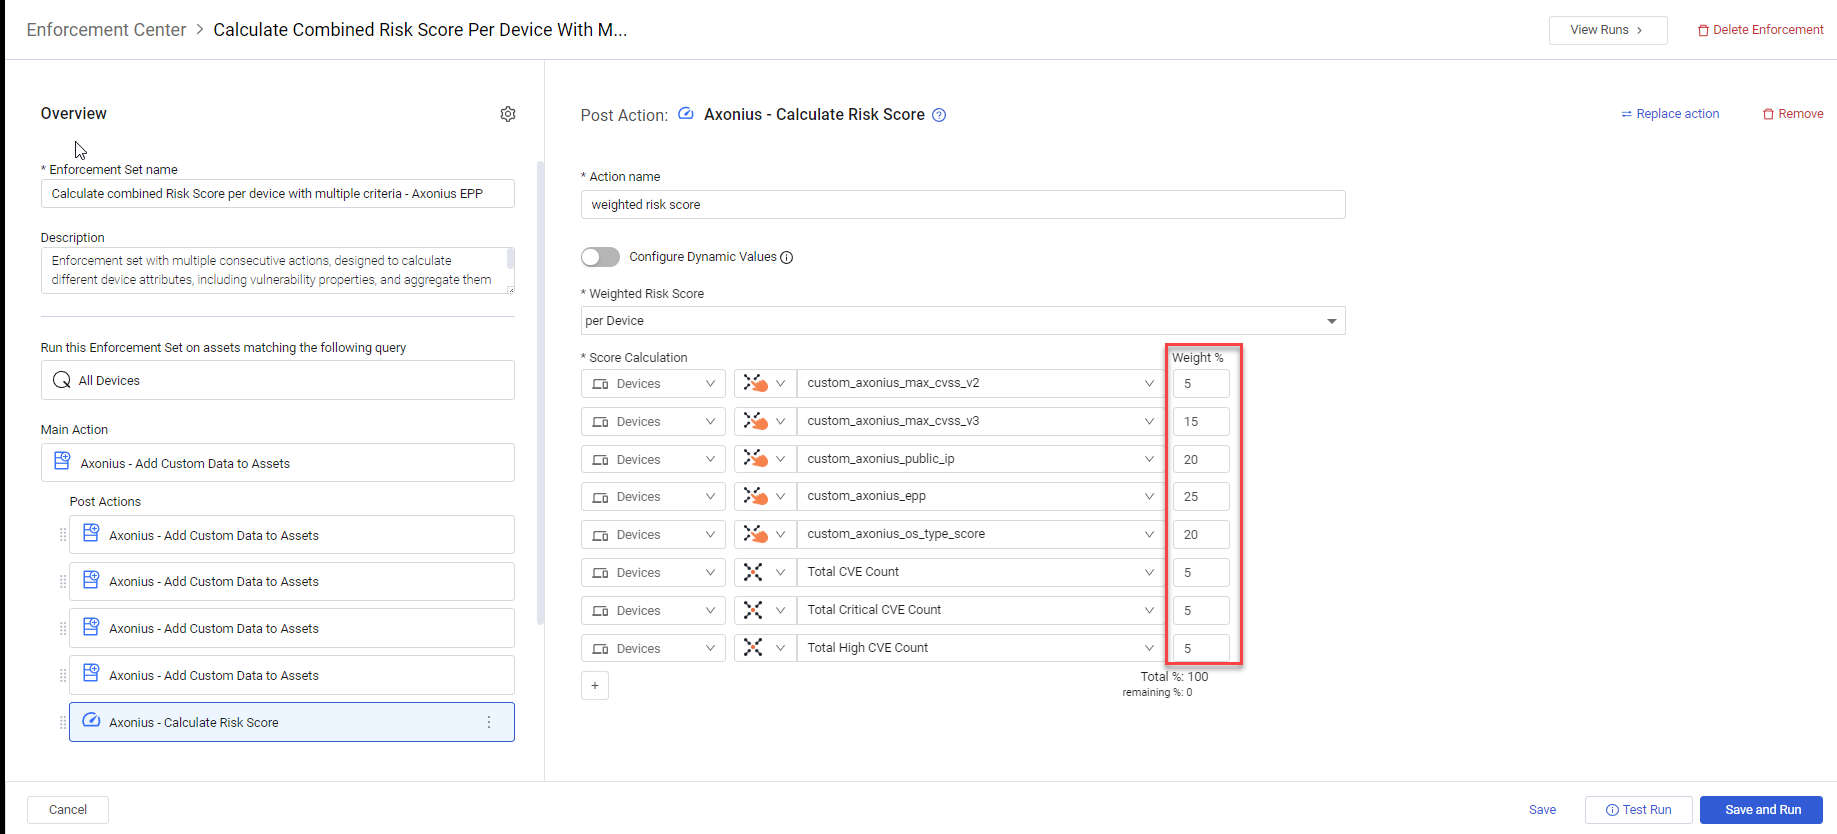 Enforcement Center > Calculate Combined Risk Score Per Device With M...
View Runs >
Delete Enforcement
Overview
* Enforcement Set name
Calculate combined Risk Score per device with multiple criteria - Axonius EPP
Description
Enforcement set with multiple consecutive actions, designed to calculate
different device attributes, including vulnerability properties, and aggregate them
Run this Enforcement Set on assets matching the following query
All Devices
Main Action
Axonius - Add Custom Data to Assets
Post Actions
Axonius - Add Custom Data to Assets
Axonius - Add Custom Data to Assets
Axonius - Add Custom Data to Assets
Axonius - Add Custom Data to Assets
Axonius - Calculate Risk Score
Post Action: Axonius - Calculate Risk Score
Replace action
Remove
* Action name
weighted risk score
Configure Dynamic Values
* Weighted Risk Score
per Device
* Score Calculation Weight %
Devices custom_axonius_max_cvss_v2 5
Devices custom_axonius_max_cvss_v3 15
Devices custom_axonius_public_ip 20
Devices custom_axonius_epp 25
Devices custom_axonius_os_type_score 20
Devices Total CVE Count 5
Devices Total Critical CVE Count 5
Devices Total High CVE Count 5
+
Total %: 100
remaining %: 0
Cancel
Save
Test Run
Save and Run